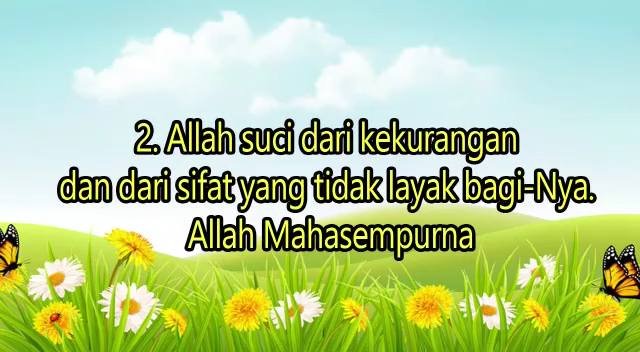 2. Allah suci dari kekurangan
dan dari sifat yang tidak layak bagi-Nya.
Allah Mahasempurna